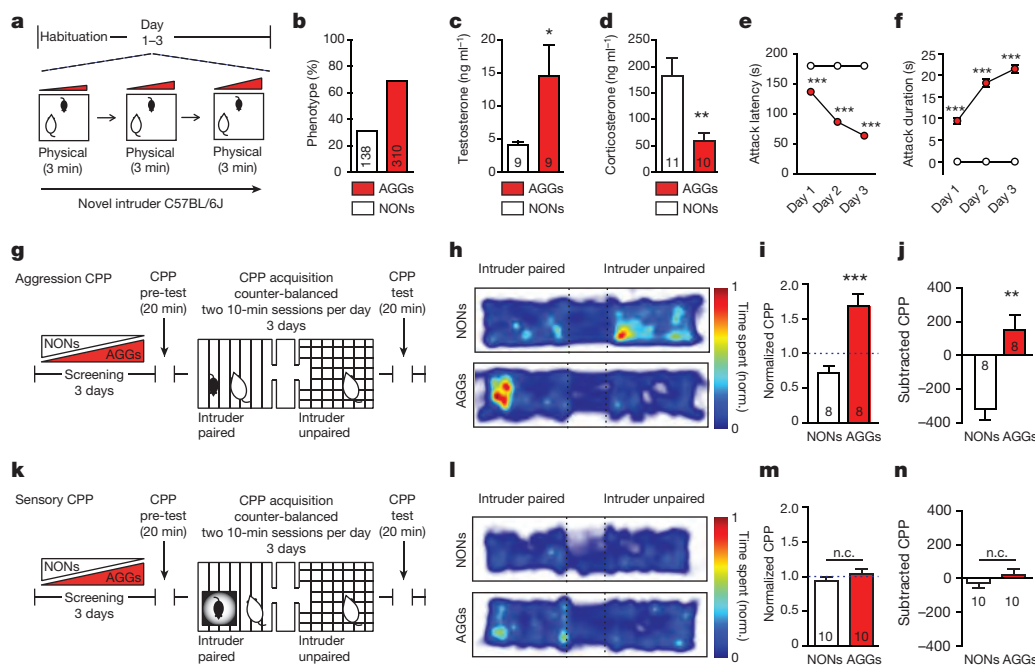 a
Habituation
Day
1–3
Physical
(3 min)
Physical
(3 min)
Physical
(3 min)
Novel intruder C57BL/6J
b
Phenotype (%)
100
80
60
40
20
0
138
310
AGGs
NONs
c
Testosterone (ng ml–1)
20
15
10
5
0
*
9
9
AGGs
NONs
d
Corticosterone (ng ml–1)
250
200
150
100
50
0
**
11
10
AGGs
NONs
e
Attack latency (s)
200
180
160
140
120
100
80
60
40
20
0
***
***
***
Day 1
Day 2
Day 3
f
Attack duration (s)
25
20
15
10
5
0
***
***
***
Day 1
Day 2
Day 3
g
Aggression CPP
CPP
pre-test
(20 min)
CPP acquisition
counter-balanced
two 10-min sessions per day
3 days
CPP
test
(20 min)
NONs
AGGs
Screening
3 days
Intruder
paired
Intruder
unpaired
h
Intruder paired
Intruder unpaired
NONs
AGGs
1
Time spent (norm.)
0
i
Normalized CPP
2.0
1.5
1.0
0.5
0
***
8
8
NONs AGGs
j
Subtracted CPP
400
200
0
–200
–400
**
8
8
NONs
AGGs
k
Sensory CPP
CPP
pre-test
(20 min)
CPP acquisition
counter-balanced
two 10-min sessions per day
3 days
CPP
test
(20 min)
NONs
AGGs
Screening
3 days
Intruder
paired
Intruder
unpaired
l
Intruder paired
Intruder unpaired
NONs
AGGs
1
Time spent (norm.)
0
m
Normalized CPP
2.0
1.5
1.0
0.5
0
n.c.
10
10
NONs AGGs
n
Subtracted CPP
400
200
0
–200
–400
n.c.
10
10
NONs AGGs